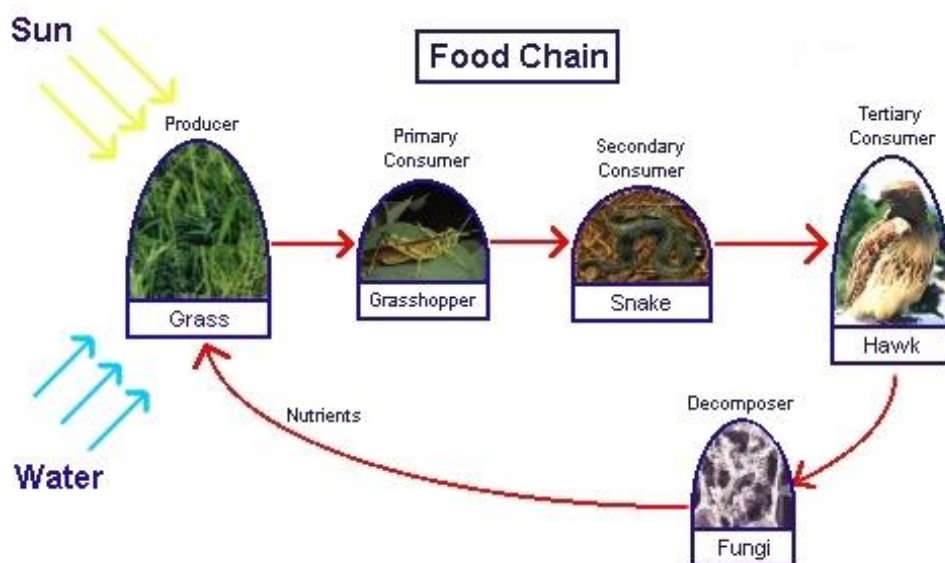 Sun
Food Chain
Producer
Primary
Consumer
Secondary
Consumer
Tertiary
Consumer
Grass
Grasshopper
Snake
Hawk
Nutrients
Decomposer
Water
Fungi